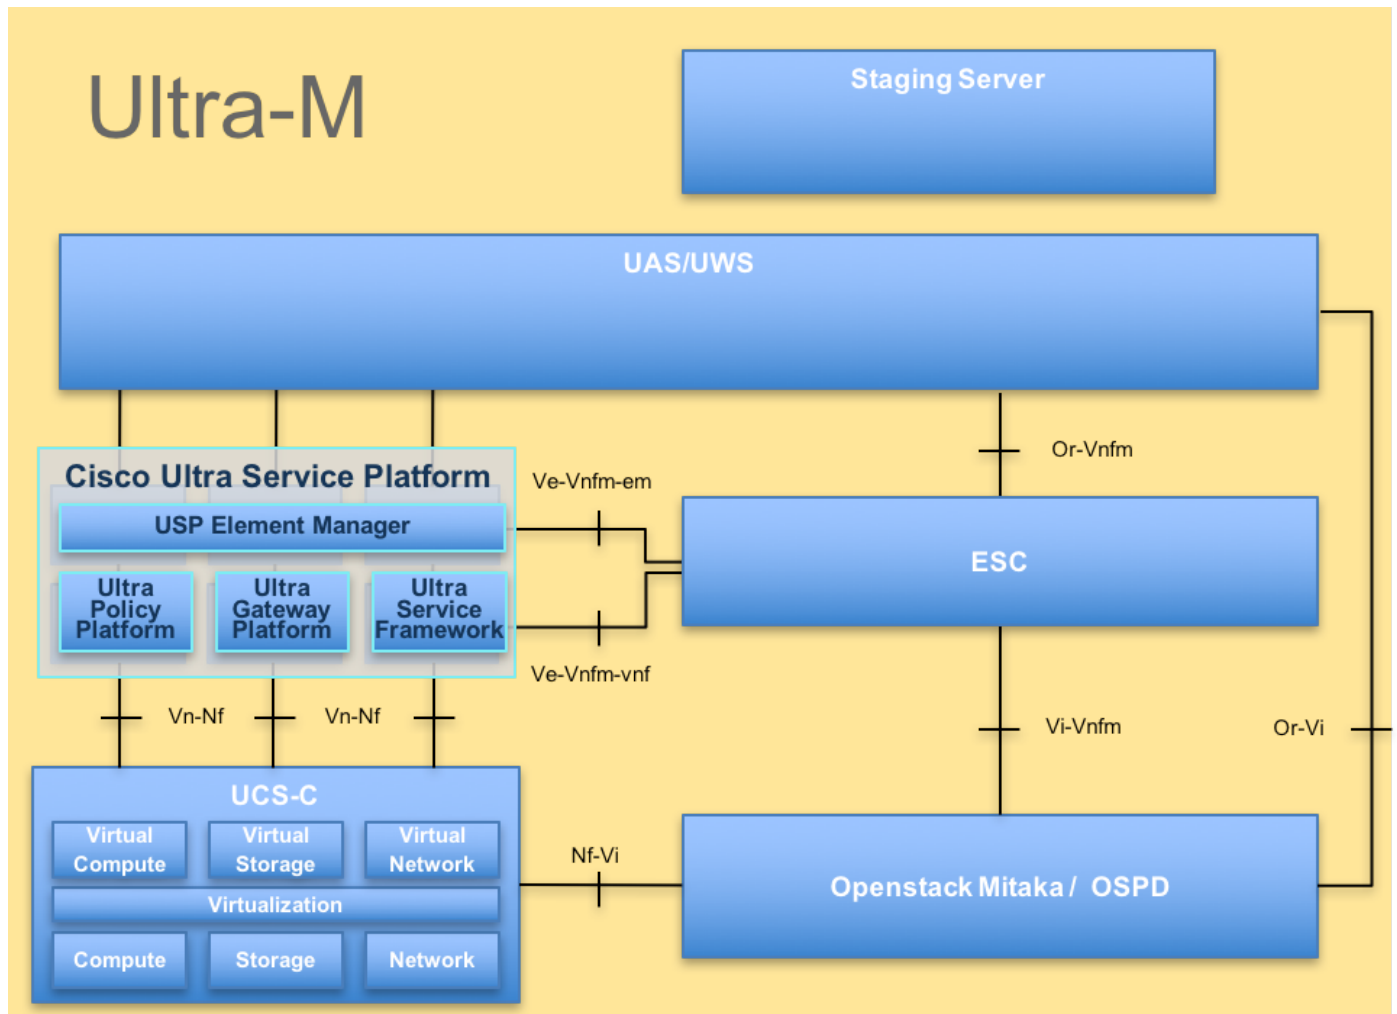 Ultra-M
Staging Server
UAS/UWS
Or-Vnfm
Cisco Ultra Service Platform
Ve-Vnfm-em
USP Element Manager
ESC
Ultra
Policy
Platform
Ultra
Gateway
Platform
Ultra
Service
Framework
Ve-Vnfm-vnf
Vn-Nf
Vn-Nf
Vi-Vnfm
Or-Vi
UCS-C
Virtual
Compute
Virtual
Storage
Virtual
Network
Nf-Vi
Openstack Mitaka / OSPD
Virtualization
Compute
Storage
Network